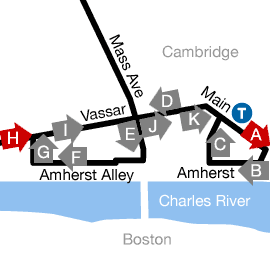 Mass Ave
Cambridge
Main
T
Vassar
D
A
H
I
E
J
K
C
G
F
B
Amherst Alley
Amherst
Charles River
Boston